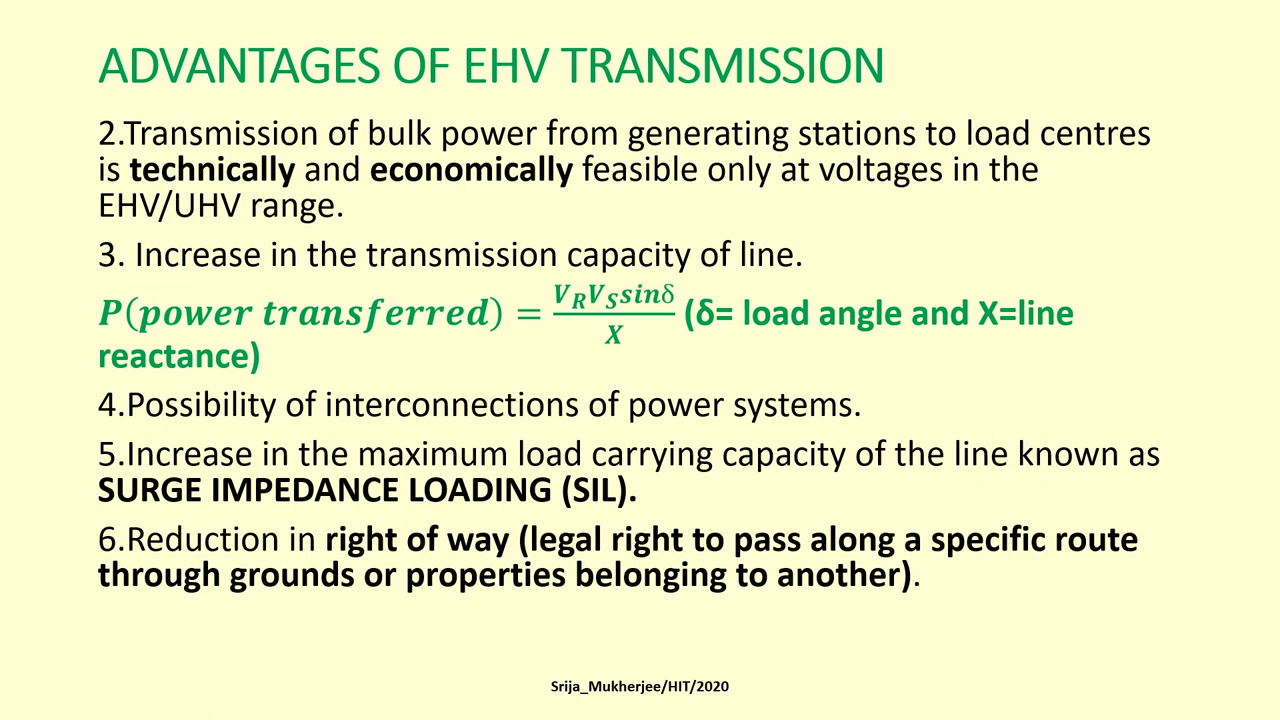 ADVANTAGES OF EHV TRANSMISSION
2.Transmission of bulk power from generating stations to load centres
is technically and economically feasible only at voltages in the
EHV/UHV range.
3. Increase in the transmission capacity of line.
P(power transferred) = V_R V_S sinδ / X (δ= load angle and X=line
reactance)
4.Possibility of interconnections of power systems.
5.Increase in the maximum load carrying capacity of the line known as
SURGE IMPEDANCE LOADING (SIL).
6.Reduction in right of way (legal right to pass along a specific route
through grounds or properties belonging to another).
Srija_Mukherjee/HIT/2020